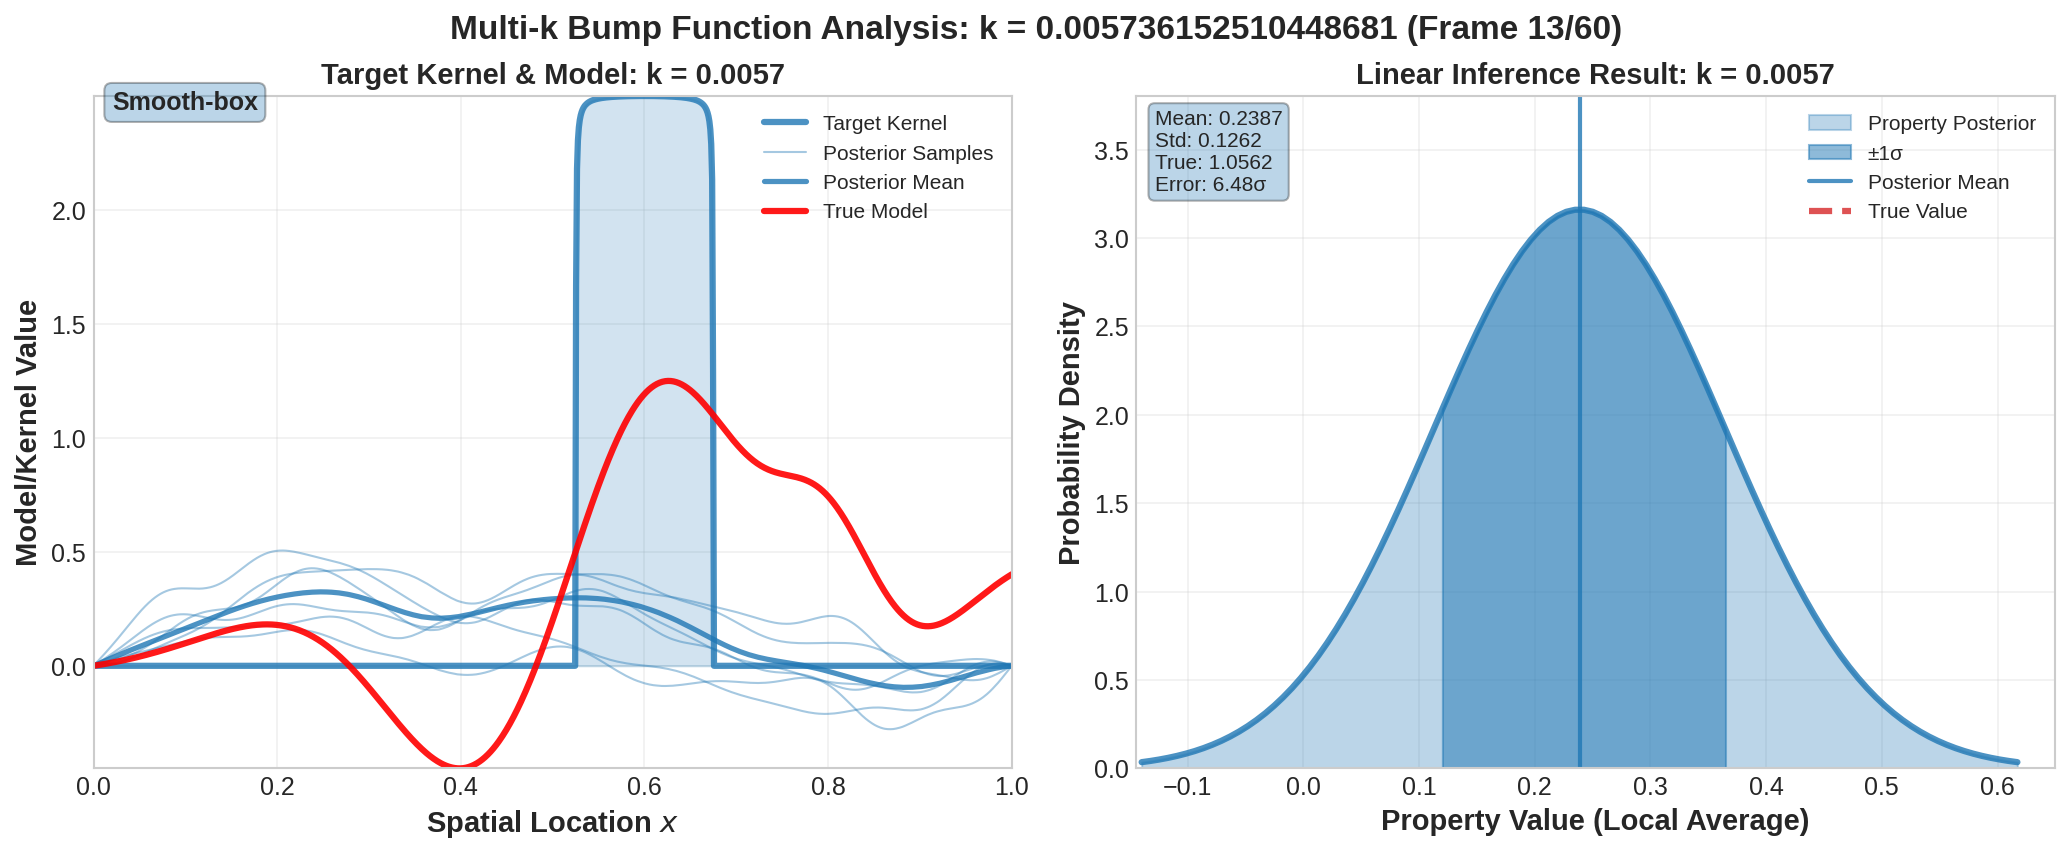 Multi-k Bump Function Analysis: k = 0.005736152510448681 (Frame 13/60)
Target Kernel & Model: k = 0.0057
Smooth-box
Target Kernel
Posterior Samples
Posterior Mean
True Model
2.0
1.5
1.0
0.5
0.0
Model/Kernel Value
0.0 0.2 0.4 0.6 0.8 1.0
Spatial Location x
Linear Inference Result: k = 0.0057
Mean: 0.2387
Std: 0.1262
True: 1.0562
Error: 6.48σ
Property Posterior
±1σ
Posterior Mean
True Value
3.5
3.0
2.5
2.0
1.5
1.0
0.5
0.0
Probability Density
−0.1 0.0 0.1 0.2 0.3 0.4 0.5 0.6
Property Value (Local Average)